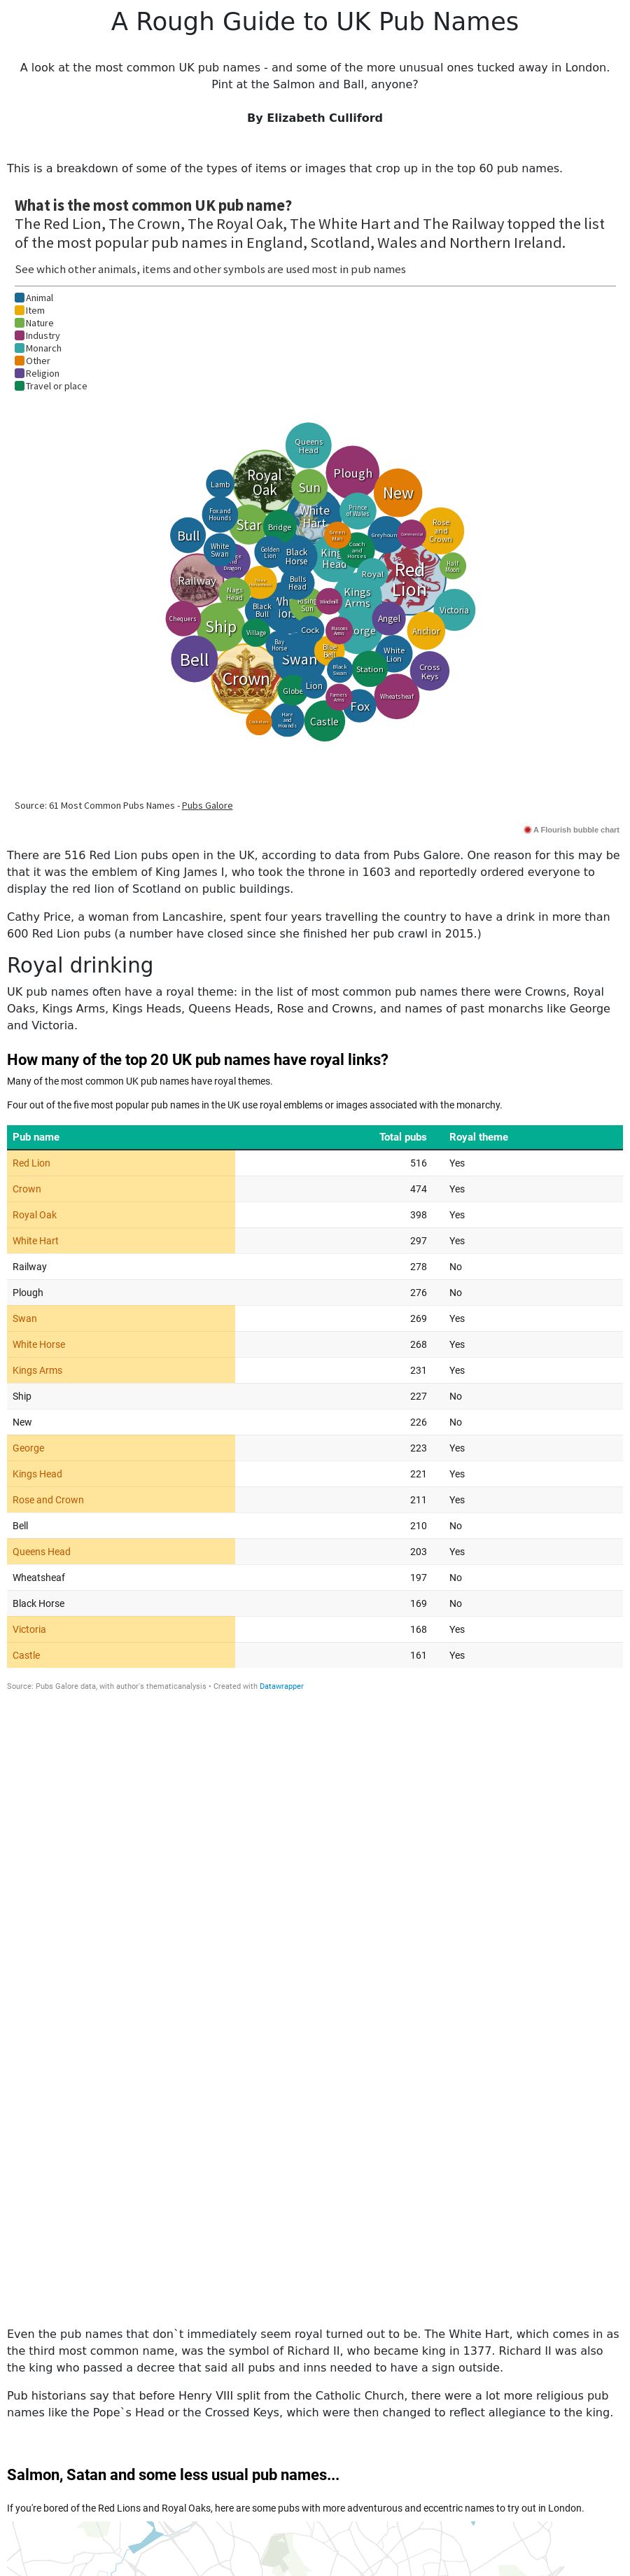 A Rough Guide to UK Pub Names
A look at the most common UK pub names - and some of the more unusual ones tucked away in London.
Pint at the Salmon and Ball, anyone?
By Elizabeth Culliford
This is a breakdown of some of the types of items or images that crop up in the top 60 pub names.
What is the most common UK pub name?
The Red Lion, The Crown, The Royal Oak, The White Hart and The Railway topped the list
of the most popular pub names in England, Scotland, Wales and Northern Ireland.
See which other animals, items and other symbols are used most in pub names
Animal
Item
Nature
Industry
Monarch
Other
Religion
Travel or place
Queens
Head
Plough
Royal
Oak
Lamb
Sun
New
Fox and
Hounds
White
Hart
Prince
of Wales
Star
Bridge
Rose
and
Crown
Bull
Green
Man
Greyhoun
Commercial
White
Swan
Golden
Lion
Black
Horse
King
Head
Coach
and
Horses
Half
Moon
Dragon
Railway
Royal
Red
Lion
Bulls
Head
Nags
Head
Kings
Arms
Black
Bull
Rising
Sun
Windmill
Victoria
Chequers
Ship
Village
Cock
Masons
Arms
orge
Angel
Anchor
Bay
Horse
Blue
Bell
White
Lion
Bell
Swan
Black
Swan
Station
Cross
Keys
Crown
Globe
Lion
Farmers
Arms
Wheatsheaf
Fox
Hare
and
Hounds
Castle
Source: 61 Most Common Pubs Names - Pubs Galore
A Flourish bubble chart
There are 516 Red Lion pubs open in the UK, according to data from Pubs Galore. One reason for this may be
that it was the emblem of King James I, who took the throne in 1603 and reportedly ordered everyone to
display the red lion of Scotland on public buildings.
Cathy Price, a woman from Lancashire, spent four years travelling the country to have a drink in more than
600 Red Lion pubs (a number have closed since she finished her pub crawl in 2015.)
Royal drinking
UK pub names often have a royal theme: in the list of most common pub names there were Crowns, Royal
Oaks, Kings Arms, Kings Heads, Queens Heads, Rose and Crowns, and names of past monarchs like George
and Victoria.
How many of the top 20 UK pub names have royal links?
Many of the most common UK pub names have royal themes.
Four out of the five most popular pub names in the UK use royal emblems or images associated with the monarchy.
Pub name Total pubs Royal theme
Red Lion 516 Yes
Crown 474 Yes
Royal Oak 398 Yes
White Hart 297 Yes
Railway 278 No
Plough 276 No
Swan 269 Yes
White Horse 268 Yes
Kings Arms 231 Yes
Ship 227 No
New 226 No
George 223 Yes
Kings Head 221 Yes
Rose and Crown 211 Yes
Bell 210 No
Queens Head 203 Yes
Wheatsheaf 197 No
Black Horse 169 No
Victoria 168 Yes
Castle 161 Yes
Source: Pubs Galore data, with author's thematicanalysis • Created with Datawrapper
Even the pub names that don`t immediately seem royal turned out to be. The White Hart, which comes in as
the third most common name, was the symbol of Richard II, who became king in 1377. Richard II was also
the king who passed a decree that said all pubs and inns needed to have a sign outside.
Pub historians say that before Henry VIII split from the Catholic Church, there were a lot more religious pub
names like the Pope`s Head or the Crossed Keys, which were then changed to reflect allegiance to the king.
Salmon, Satan and some less usual pub names...
If you're bored of the Red Lions and Royal Oaks, here are some pubs with more adventurous and eccentric names to try out in London.